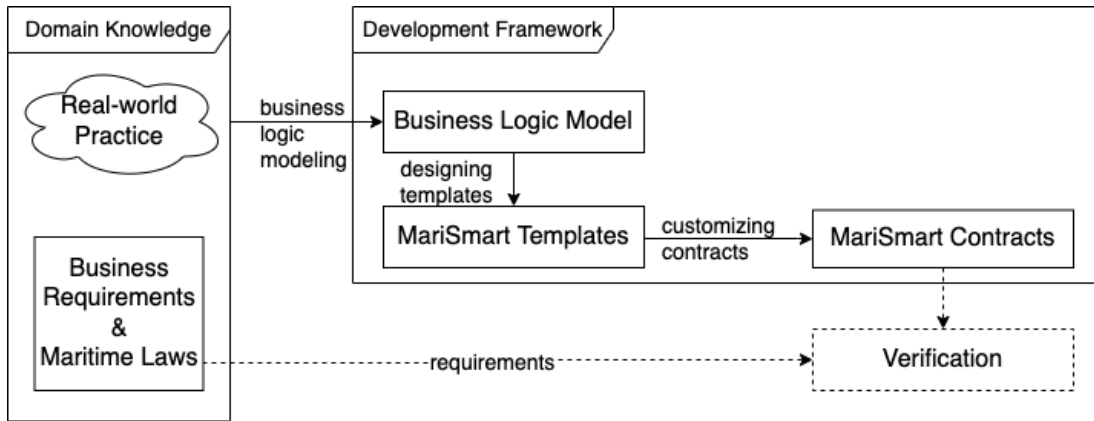 Domain Knowledge
Real-world
Practice
Business
Requirements
&
Maritime Laws
business
logic
modeling
Development Framework
Business Logic Model
designing
templates
MariSmart Templates
customizing
contracts
MariSmart Contracts
requirements
Verification